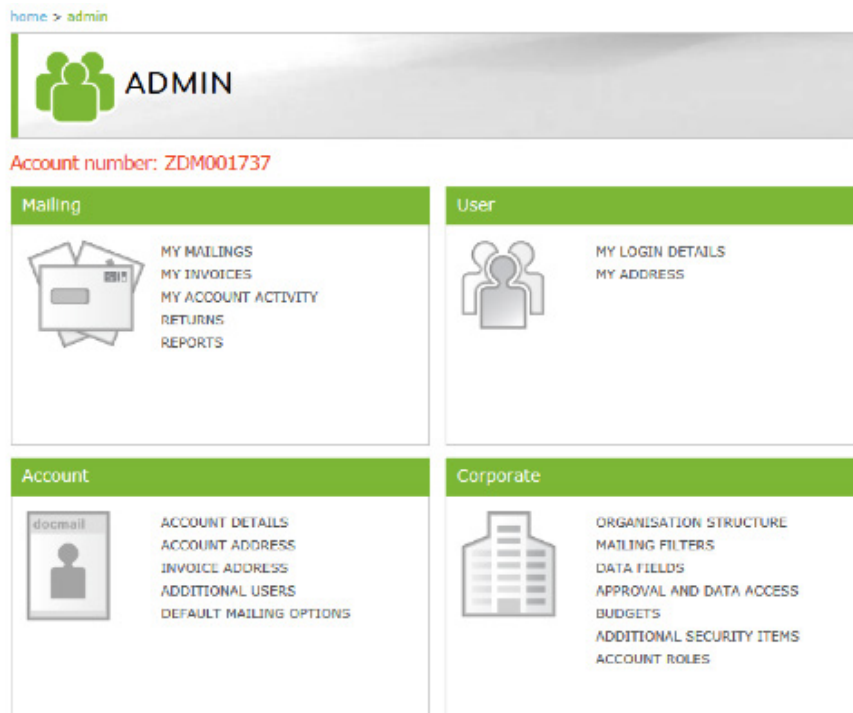 home > admin
ADMIN
Account number: ZDM001737
Mailing
MY MAILINGS
MY INVOICES
MY ACCOUNT ACTIVITY
RETURNS
REPORTS
User
MY LOGIN DETAILS
MY ADDRESS
Account
docmail
ACCOUNT DETAILS
ACCOUNT ADDRESS
INVOICE ADDRESS
ADDITIONAL USERS
DEFAULT MAILING OPTIONS
Corporate
ORGANISATION STRUCTURE
MAILING FILTERS
DATA FIELDS
APPROVAL AND DATA ACCESS
BUDGETS
ADDITIONAL SECURITY ITEMS
ACCOUNT ROLES